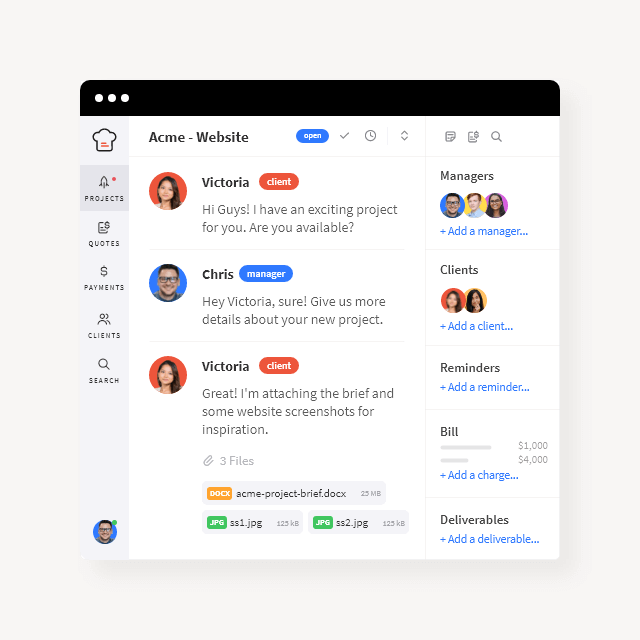 Acme - Website
open
PROJECTS
QUOTES
PAYMENTS
CLIENTS
SEARCH
Victoria client
Hi Guys! I have an exciting project
for you. Are you available?
Chris manager
Hey Victoria, sure! Give us more
details about your new project.
Victoria client
Great! I'm attaching the brief and
some website screenshots for
inspiration.
3 Files
DOCX acme-project-brief.docx 25 MB
JPG ss1.jpg 125 kB JPG ss2.jpg 125 kB
Managers
+ Add a manager...
Clients
+ Add a client...
Reminders
+ Add a reminder...
Bill
$1,000
$4,000
+ Add a charge...
Deliverables
+ Add a deliverable...